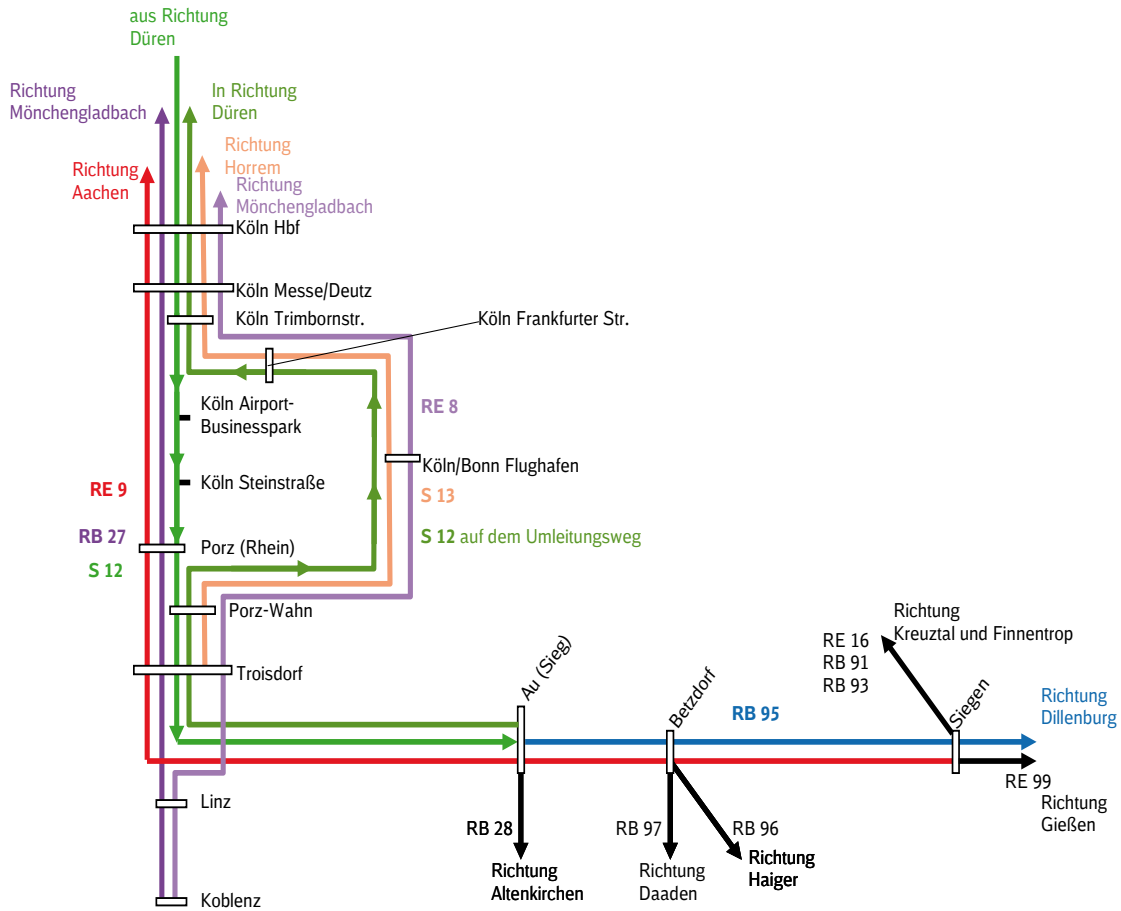 aus Richtung
Düren
Richtung
Mönchengladbach
In Richtung
Düren
Richtung
Horrem
Richtung
Aachen
Richtung
Mönchengladbach
Köln Hbf
Köln Messe/Deutz
Köln Trimbornstr.
Köln Frankfurter Str.
Köln Airport-
Businesspark
RE 8
Köln/Bonn Flughafen
Köln Steinstraße
RE 9
S 13
RB 27
S 12 auf dem Umleitungsweg
Porz (Rhein)
S 12
Porz-Wahn
Richtung
Kreuztal und Finnentrop
RE 16
RB 91
RB 93
Troisdorf
Au (Sieg)
Betzdorf
RB 95
Siegen
Richtung
Dillenburg
RE 99
Richtung
Gießen
Linz
RB 28
RB 97
RB 96
Richtung
Altenkirchen
Richtung
Daaden
Richtung
Haiger
Koblenz